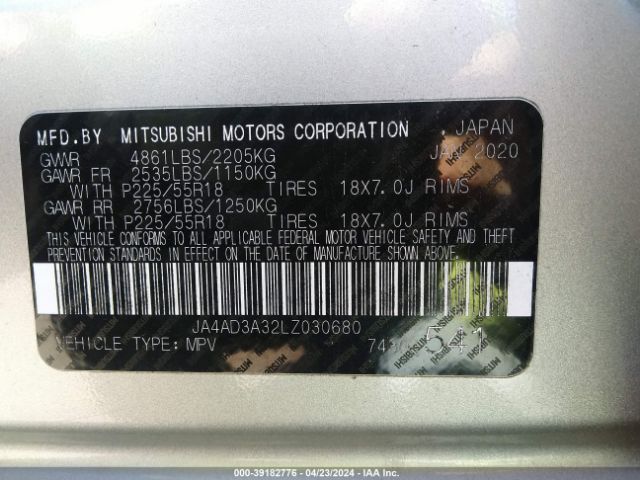 MFD.BY MITSUBISHI MOTORS CORPORATION , JAPAN
GVWR 4861LBS/2205KG JAN 2020
GAWR FR 2535LBS/1150KG
WITH P225/55R18 TIRES 18X7.0J RIMS
GAWR RR 2756LBS/1250KG
WITH P225/55R18 TIRES 18X7.0J RIMS
THIS VEHICLE CONFORMS TO ALL APPLICABLE FEDERAL MOTOR VEHICLE SAFETY AND THEFT
PREVENTION STANDARDS IN EFFECT ON THE DATE OF MANUFACTURE SHOWN ABOVE.
JA4AD3A32LZ030680
VEHICLE TYPE: MPV 541
000-39182776 - 04/23/2024 - IAA Inc.